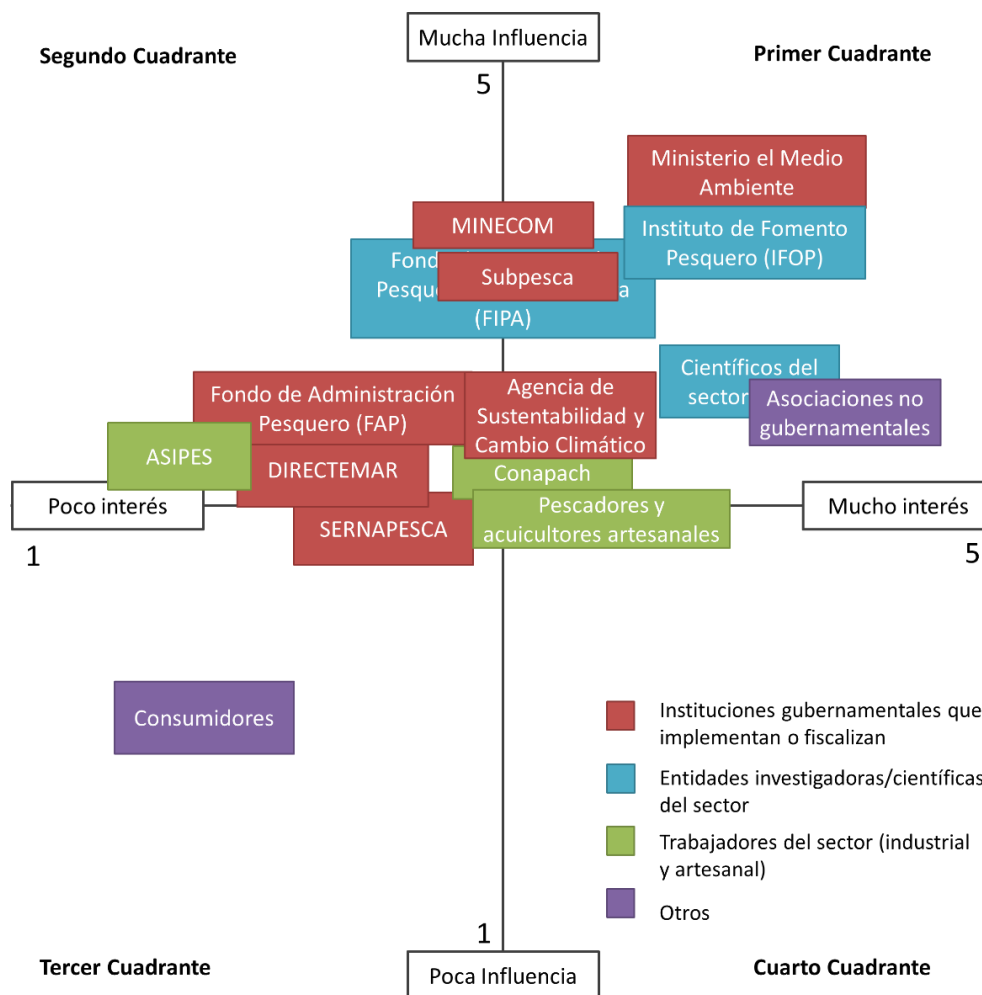 Mucha Influencia
Segundo Cuadrante
Primer Cuadrante
5
Ministerio el Medio
Ambiente
MINECOM
Instituto de Fomento
Pesquero (IFOP)
Subpesca
(FIPA)
Científicos del
sector
Fondo de Administración
Pesquero (FAP)
Agencia de
Sustentabilidad y
Cambio Climático
Asociaciones no
gubernamentales
ASIPES
DIRECTEMAR
Conapach
Poco interés
Mucho interés
SERNAPESCA
Pescadores y
acuicultores artesanales
1
5
Consumidores
Instituciones gubernamentales que
implementan o fiscalizan
Entidades investigadoras/científicas
del sector
Trabajadores del sector (industrial
y artesanal)
Otros
1
Tercer Cuadrante
Poca Influencia
Cuarto Cuadrante